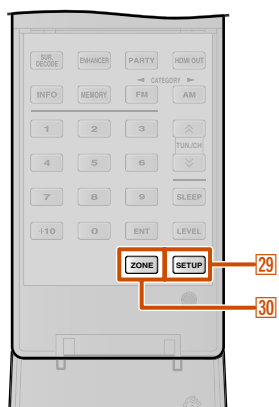 SUR. DECODE ENHANCER PARTY HDMI OUT
CATEGORY
INFO MEMORY FM AM
1 2 3
TUN./CH
4 5 6
7 8 9 SLEEP
+10 0 ENT LEVEL
ZONE SETUP 29
30